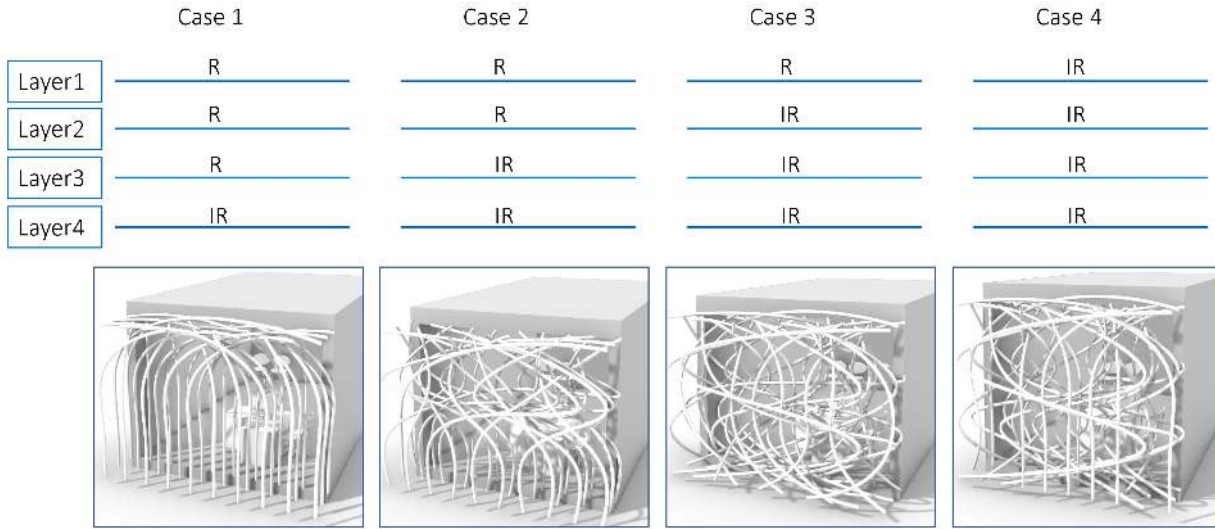 Case 1 Case 2 Case 3 Case 4
Layer1 R R R IR
Layer2 R R IR IR
Layer3 R IR IR IR
Layer4 IR IR IR IR